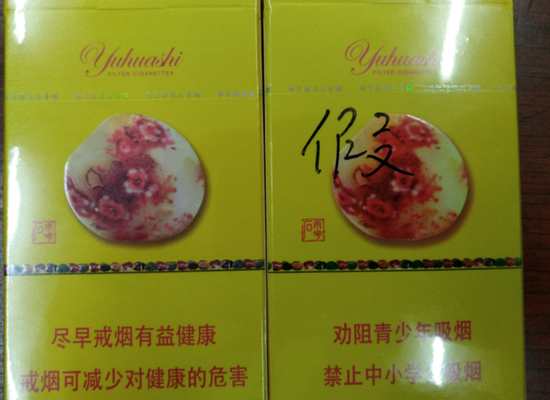 Yuhuashi
FILTER CIGARETTES
尽早戒烟有益健康
戒烟可减少对健康的危害
Yuhuashi
FILTER CIGARETTES
假
劝阻青少年吸烟
禁止中小学生吸烟